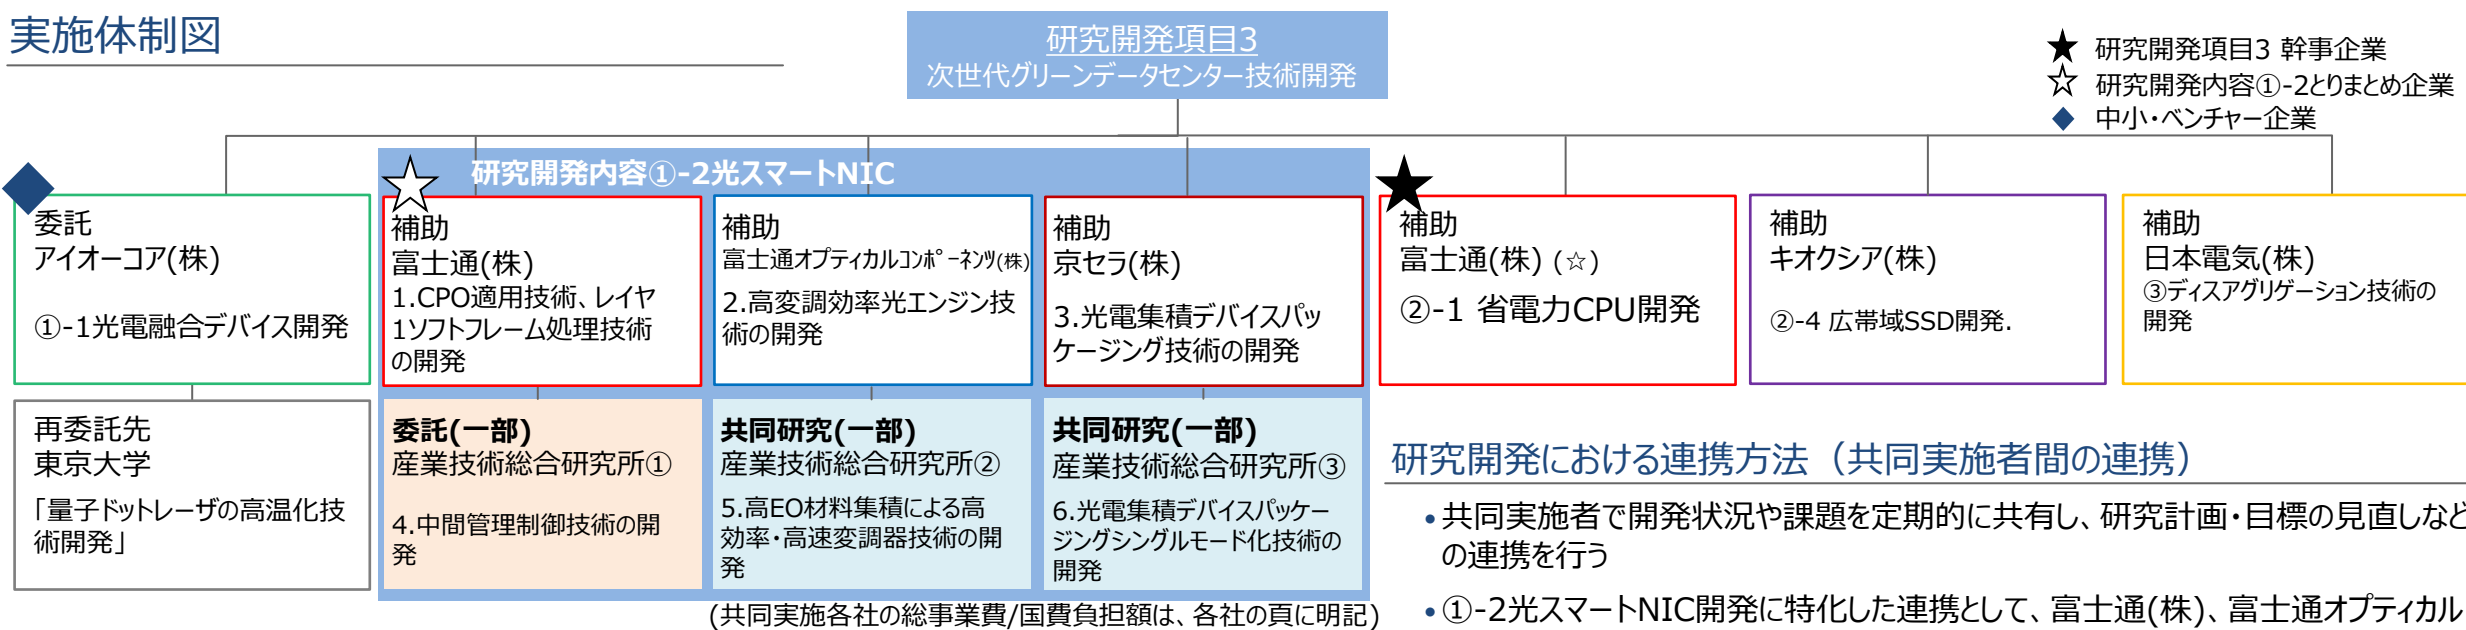 実施体制図
研究開発項目3
次世代グリーンデータセンター技術開発
★ 研究開発項目3 幹事企業
☆ 研究開発内容①-2とりまとめ企業
◆ 中小・ベンチャー企業
委託
アイオーコア(株)
①-1光電融合デバイス開発
再委託先
東京大学
「量子ドットレーザの高温化技
術開発」
研究開発内容①-2光スマートNIC
補助
富士通(株)
1.CPO適用技術、レイヤ
1ソフトフレーム処理技術
の開発
補助
富士通オプティカルコンポーネンツ(株)
2.高変調効率光エンジン技
術の開発
補助
京セラ(株)
3.光電集積デバイスパッ
ケージング技術の開発
委託(一部)
産業技術総合研究所①
4.中間管理制御技術の開
発
共同研究(一部)
産業技術総合研究所②
5.高EO材料集積による高
効率・高速変調器技術の開
発
共同研究(一部)
産業技術総合研究所③
6.光電集積デバイスパッケー
ジングシングルモード化技術の
開発
(共同実施各社の総事業費/国費負担額は、各社の頁に明記)
補助
富士通(株) (☆)
②-1 省電力CPU開発
補助
キオクシア(株)
②-4 広帯域SSD開発.
補助
日本電気(株)
③ディスアグリゲーション技術の
開発
研究開発における連携方法（共同実施者間の連携）
•共同実施者で開発状況や課題を定期的に共有し、研究計画・目標の見直しなど
の連携を行う
•①-2光スマートNIC開発に特化した連携として、富士通(株)、富士通オプティカル